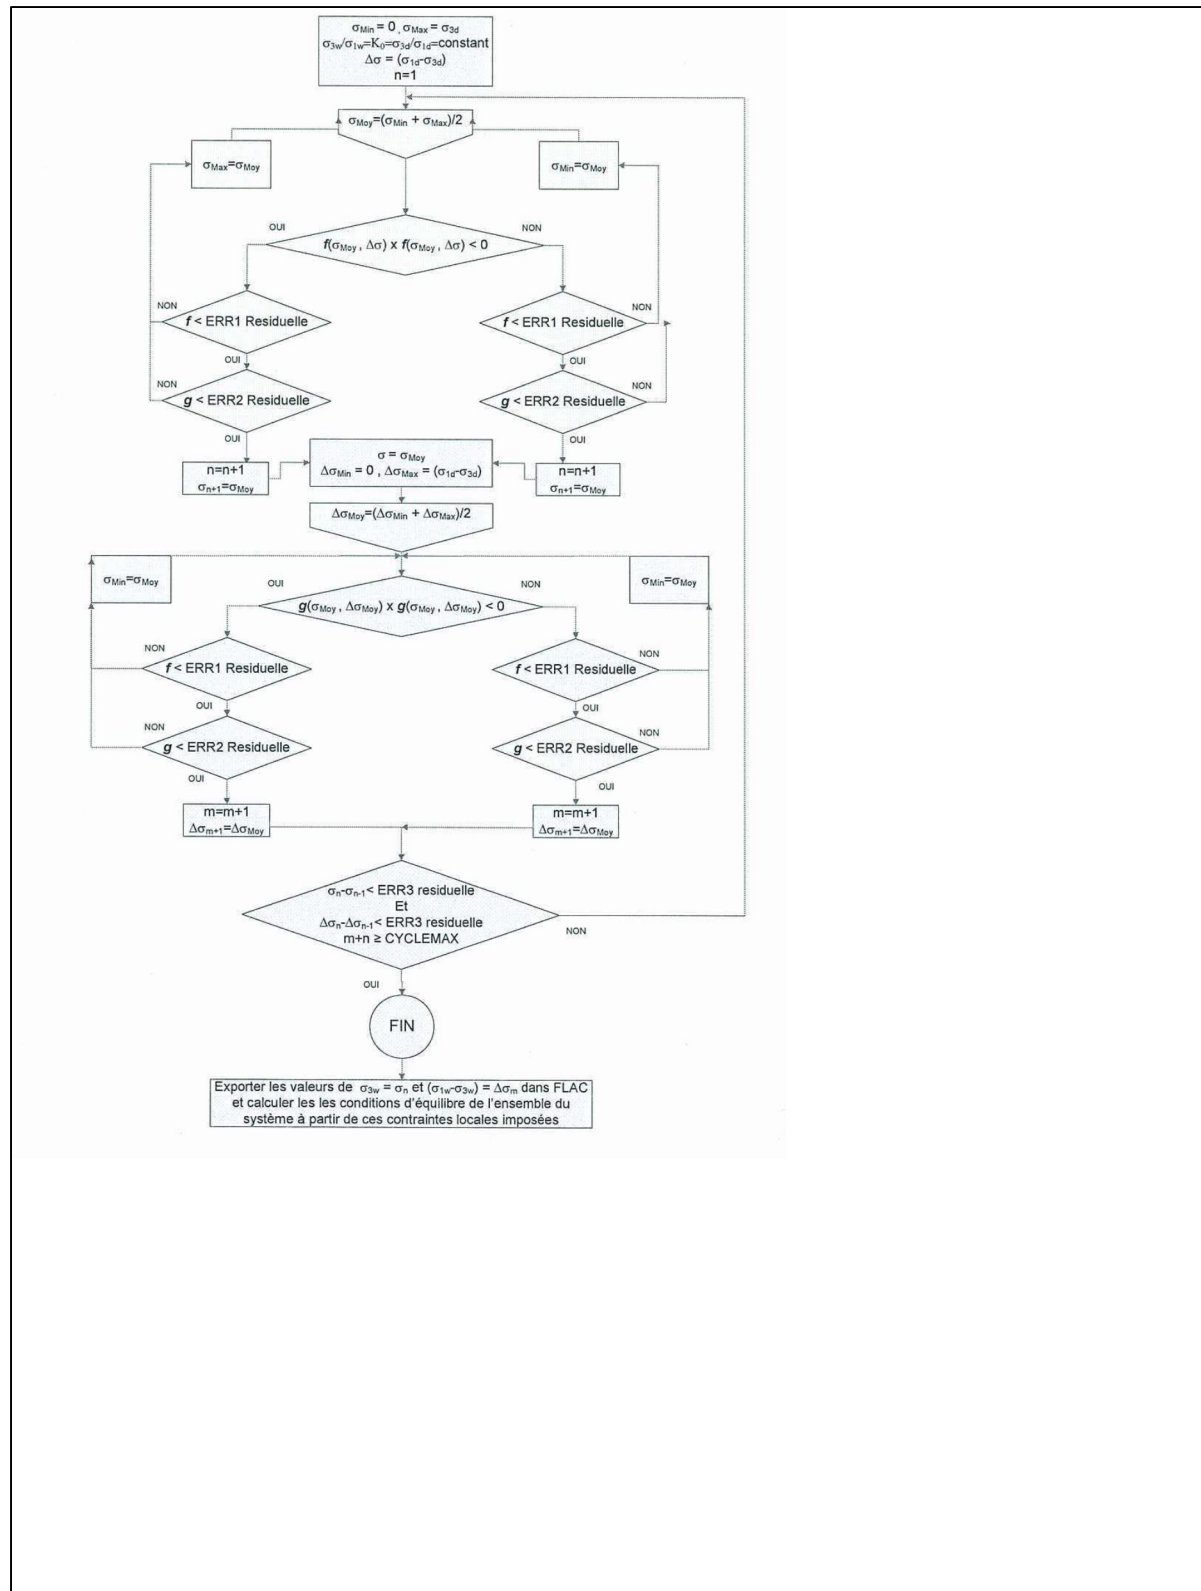 σMin = 0 , σMax = σ3d
σ3w/σ1w=K0=σ3d/σ1d=constant
Δσ = (σ1d-σ3d)
n=1
σMoy=(σMin + σMax)/2
σMax=σMoy
σMin=σMoy
OUI
NON
f(σMoy , Δσ) x f(σMoy , Δσ) < 0
NON
f < ERR1 Residuelle
f < ERR1 Residuelle
NON
OUI
OUI
NON
g < ERR2 Residuelle
g < ERR2 Residuelle
NON
OUI
OUI
n=n+1
σn+1=σMoy
σ = σMoy
ΔσMin = 0 , ΔσMax = (σ1d-σ3d)
n=n+1
σn+1=σMoy
ΔσMoy=(ΔσMin + ΔσMax)/2
σMin=σMoy
σMin=σMoy
OUI
NON
g(σMoy , ΔσMoy) x g(σMoy , ΔσMoy) < 0
NON
f < ERR1 Residuelle
f < ERR1 Residuelle
NON
OUI
OUI
NON
g < ERR2 Residuelle
g < ERR2 Residuelle
NON
OUI
OUI
m=m+1
Δσm+1=ΔσMoy
m=m+1
Δσm+1=ΔσMoy
σn-σn-1< ERR3 residuelle
Et
Δσn-Δσn-1< ERR3 residuelle
m+n ≥ CYCLEMAX
NON
OUI
FIN
Exporter les valeurs de σ3w = σn et (σ1w-σ3w) = Δσm dans FLAC
et calculer les les conditions d'équilibre de l'ensemble du
système à partir de ces contraintes locales imposées